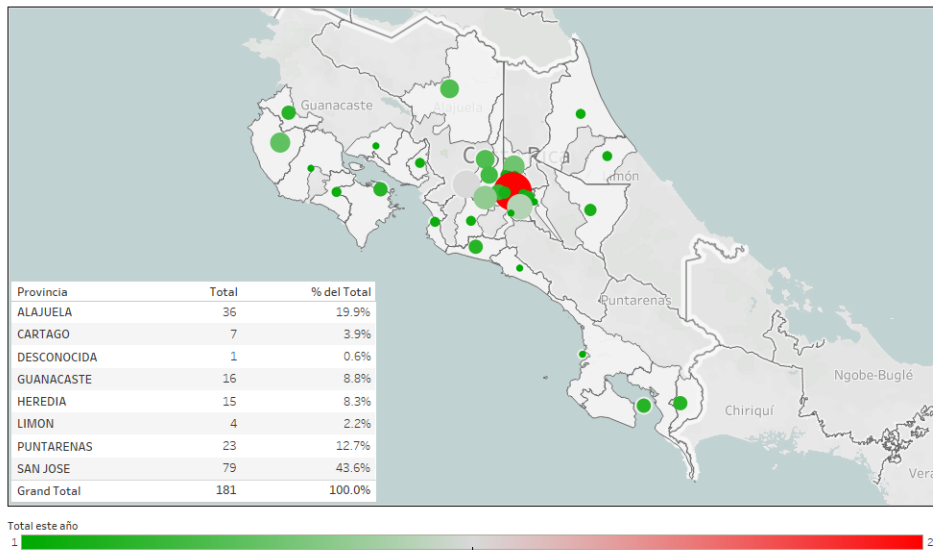 Guanacaste
Alajuela
Limón
Puntarenas
Ngobe-Buglé
Chiriquí
Provincia Total % del Total
ALAJUELA 36 19.9%
CARTAGO 7 3.9%
DESCONOCIDA 1 0.6%
GUANACASTE 16 8.8%
HEREDIA 15 8.3%
LIMON 4 2.2%
PUNTARENAS 23 12.7%
SAN JOSE 79 43.6%
Grand Total 181 100.0%
Total este año
1 2